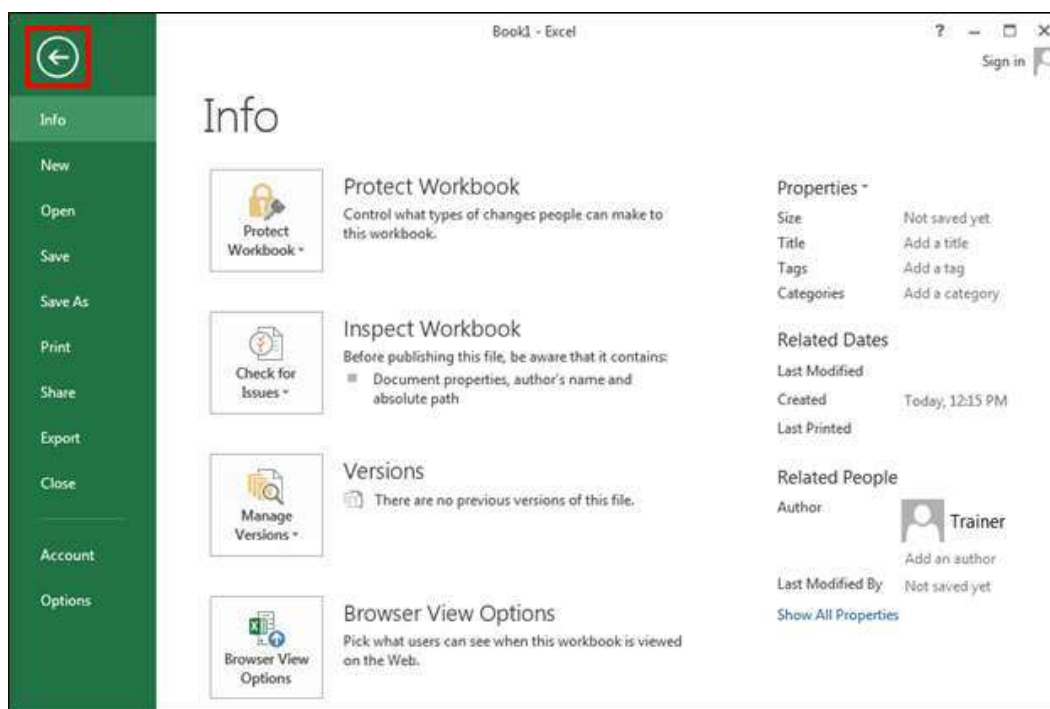 Book1 - Excel
?
Sign in
Info
New
Open
Save
Save As
Print
Share
Export
Close
Account
Options
Info
Protect
Workbook
Protect Workbook
Control what types of changes people can make to
this workbook.
Check for
Issues
Inspect Workbook
Before publishing this file, be aware that it contains:
Document properties, author's name and
absolute path
Manage
Versions
Versions
There are no previous versions of this file.
Browser View
Options
Browser View Options
Pick what users can see when this workbook is viewed
on the Web.
Properties
Size Not saved yet
Title Add a title
Tags Add a tag
Categories Add a category
Related Dates
Last Modified
Created Today, 12:15 PM
Last Printed
Related People
Author Trainer
Add an author
Last Modified By Not saved yet
Show All Properties